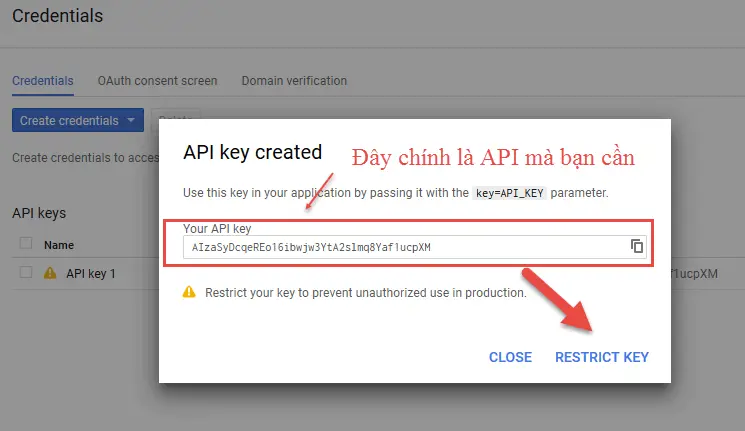 Credentials
Credentials OAuth consent screen Domain verification
Create credentials
Create credentials to acces
API key created
Đây chính là API mà bạn cần
Use this key in your application by passing it with the key=API_KEY parameter.
API keys
Your API key
Name
AIzaSyDcqeREo16ibwjw3YtA2slmq8Yaf1ucpXM
API key 1
f1ucpXM
Restrict your key to prevent unauthorized use in production.
CLOSE RESTRICT KEY